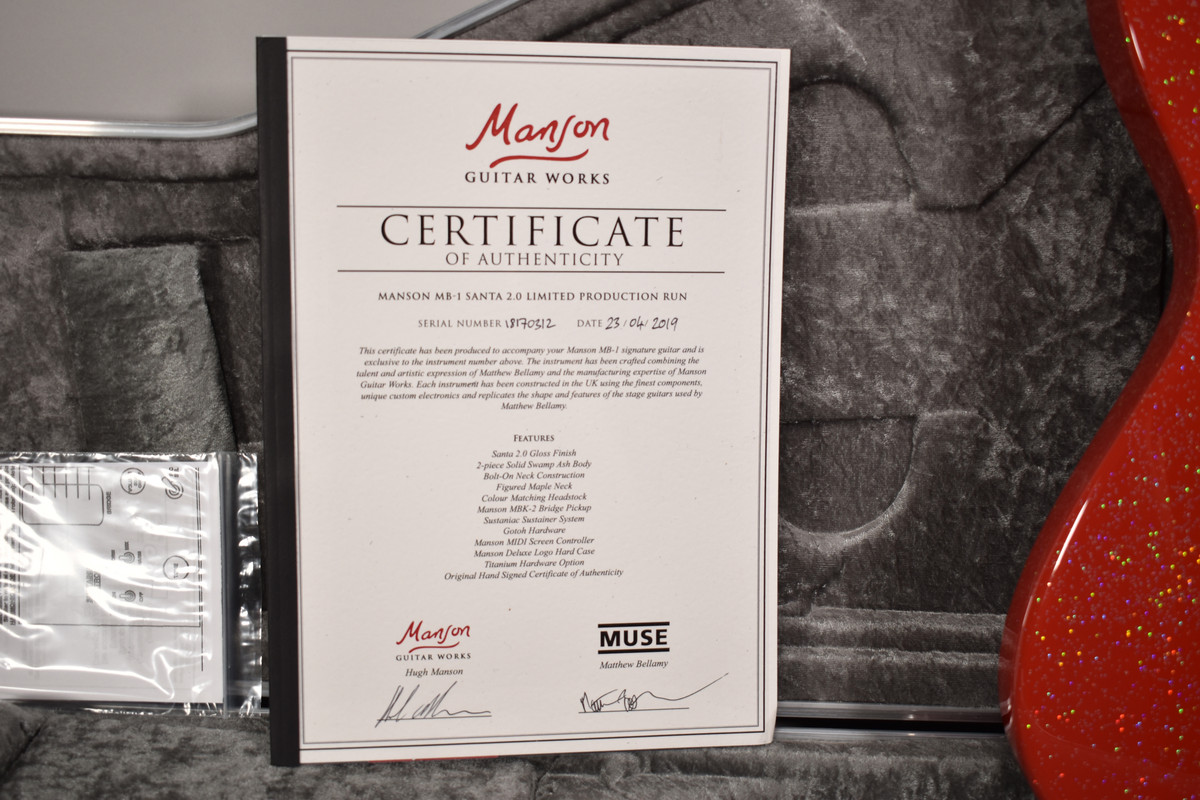 Manson
GUITAR WORKS
CERTIFICATE
OF AUTHENTICITY
MANSON MB-1 SANTA 2.0 LIMITED PRODUCTION RUN
SERIAL NUMBER 18170312 DATE 23/04/2019
This certificate has been produced to accompany your Manson MB-1 signature guitar and is
exclusive to the instrument number above. The instrument has been crafted combining the
talent and artistic expression of Matthew Bellamy and the manufacturing expertise of Manson
Guitar Works. Each instrument has been constructed in the UK using the finest components,
unique custom electronics and replicates the shape and features of the stage guitars used by
Matthew Bellamy.
FEATURES
Santa 2.0 Gloss Finish
2-piece Solid Swamp Ash Body
Bolt-On Neck Construction
Figured Maple Neck
Colour Matching Headstock
Manson MBK-2 Bridge Pickup
Sustaniac Sustainer System
Gotoh Hardware
Manson MIDI Screen Controller
Manson Deluxe Logo Hard Case
Titanium Hardware Option
Original Hand Signed Certificate of Authenticity
Manson
GUITAR WORKS
Hugh Manson
MUSE
Matthew Bellamy
BRIDGE